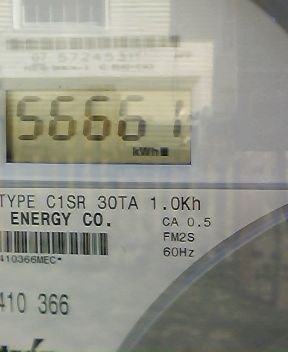 56661
kWh
TYPE C1SR 30TA 1.0Kh
ENERGY CO. CA 0.5
FM2S
410366MEC* 60Hz
410 366